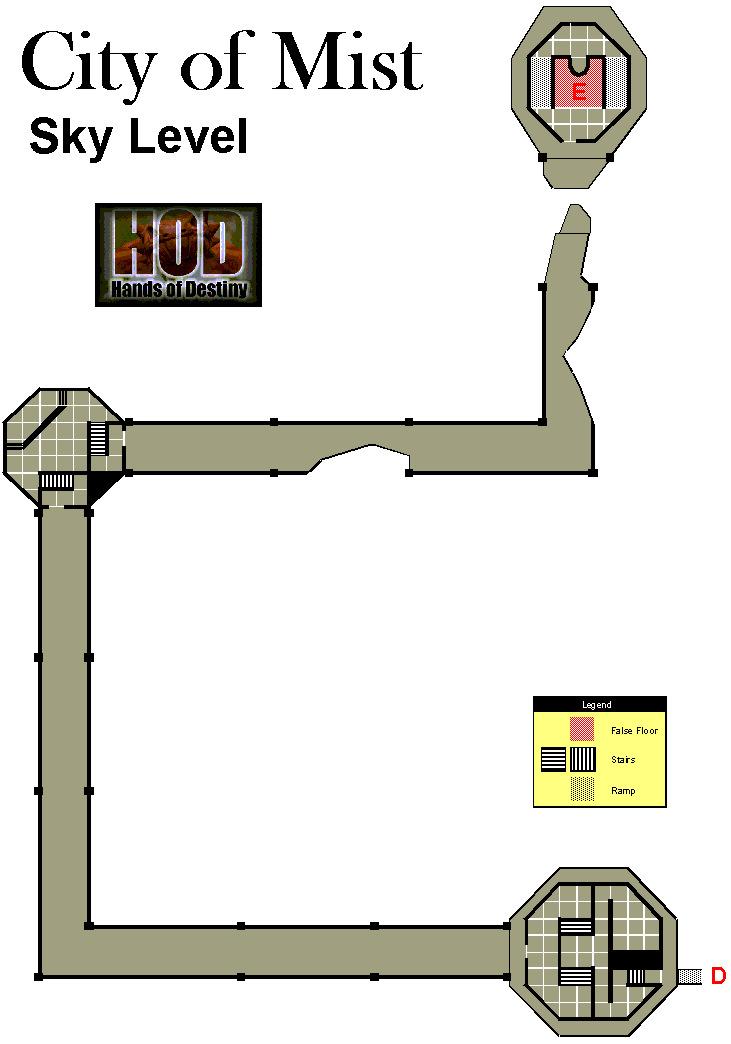 City of Mist
Sky Level
E
HOD
Hands of Destiny
Legend
False Floor
Stairs
Ramp
D